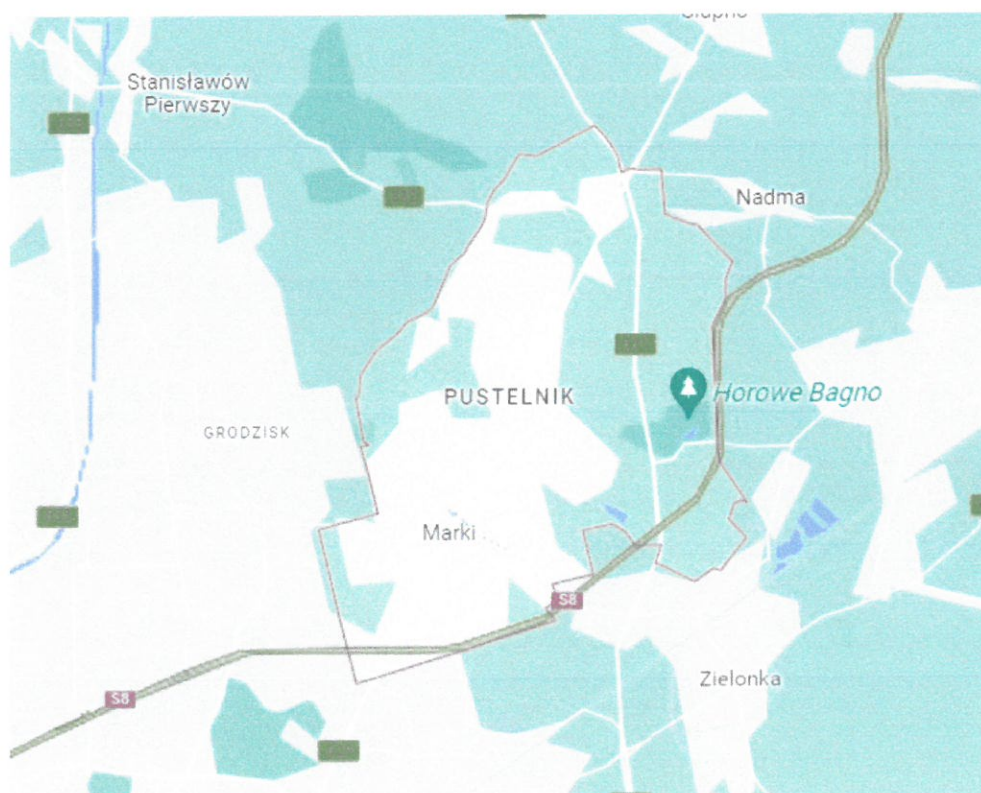 Stanisławów
Pierwszy
Nadma
PUSTELNIK
Horowe Bagno
GRODZISK
Marki
S8
Zielonka
S8